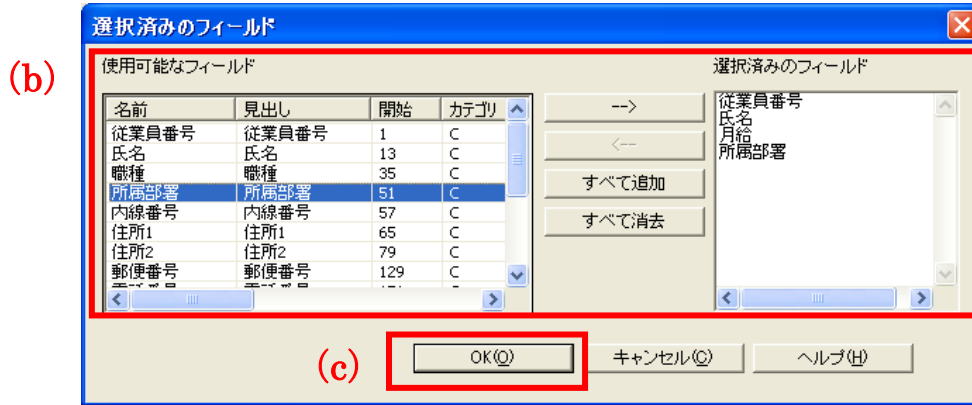 選択済みのフィールド
(b)
使用可能なフィールド
選択済みのフィールド
名前 見出し 開始 カテゴリ
従業員番号 従業員番号 1 C
氏名 氏名 13 C
職種 職種 35 C
所属部署 所属部署 51 C
内線番号 内線番号 57 C
住所1 住所1 65 C
住所2 住所2 79 C
郵便番号 郵便番号 129 C
-->
<--
すべて追加
すべて消去
従業員番号
氏名
月給
所属部署
(c)
OK(O) キャンセル(C) ヘルプ(H)